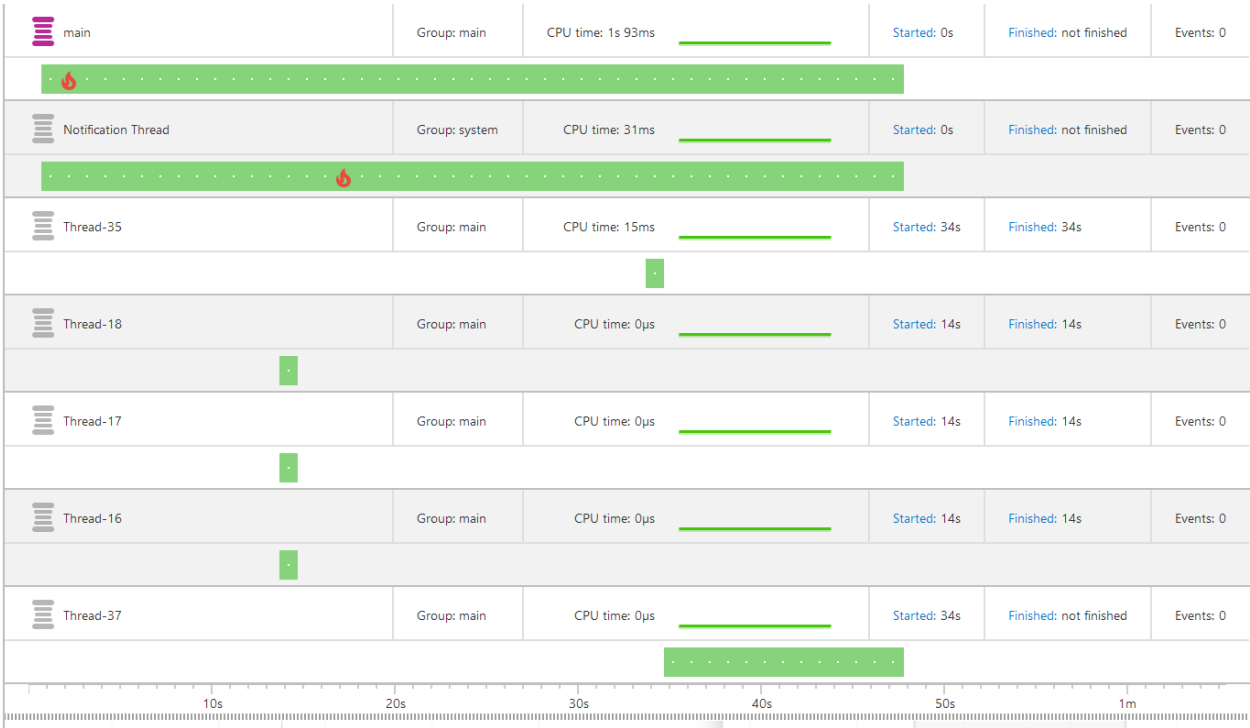 main Group: main CPU time: 1s 93ms Started: 0s Finished: not finished Events: 0
Notification Thread Group: system CPU time: 31ms Started: 0s Finished: not finished Events: 0
Thread-35 Group: main CPU time: 15ms Started: 34s Finished: 34s Events: 0
Thread-18 Group: main CPU time: 0μs Started: 14s Finished: 14s Events: 0
Thread-17 Group: main CPU time: 0μs Started: 14s Finished: 14s Events: 0
Thread-16 Group: main CPU time: 0μs Started: 14s Finished: 14s Events: 0
Thread-37 Group: main CPU time: 0μs Started: 34s Finished: not finished Events: 0
10s 20s 30s 40s 50s 1m